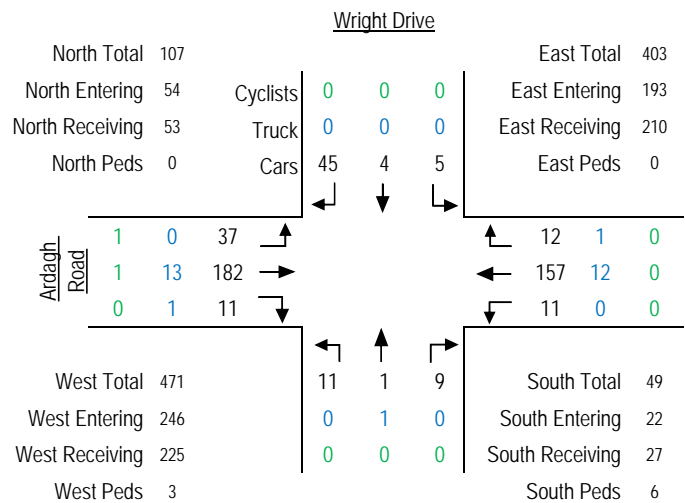 Wright Drive
North Total 107
North Entering 54
North Receiving 53
North Peds 0
East Total 403
East Entering 193
East Receiving 210
East Peds 0
Cyclists 0 0 0
Truck 0 0 0
Cars 45 4 5
Ardagh
Road
1 0 37
1 13 182
0 1 11
12 1 0
157 12 0
11 0 0
11 1 9
0 1 0
0 0 0
West Total 471
West Entering 246
West Receiving 225
West Peds 3
South Total 49
South Entering 22
South Receiving 27
South Peds 6